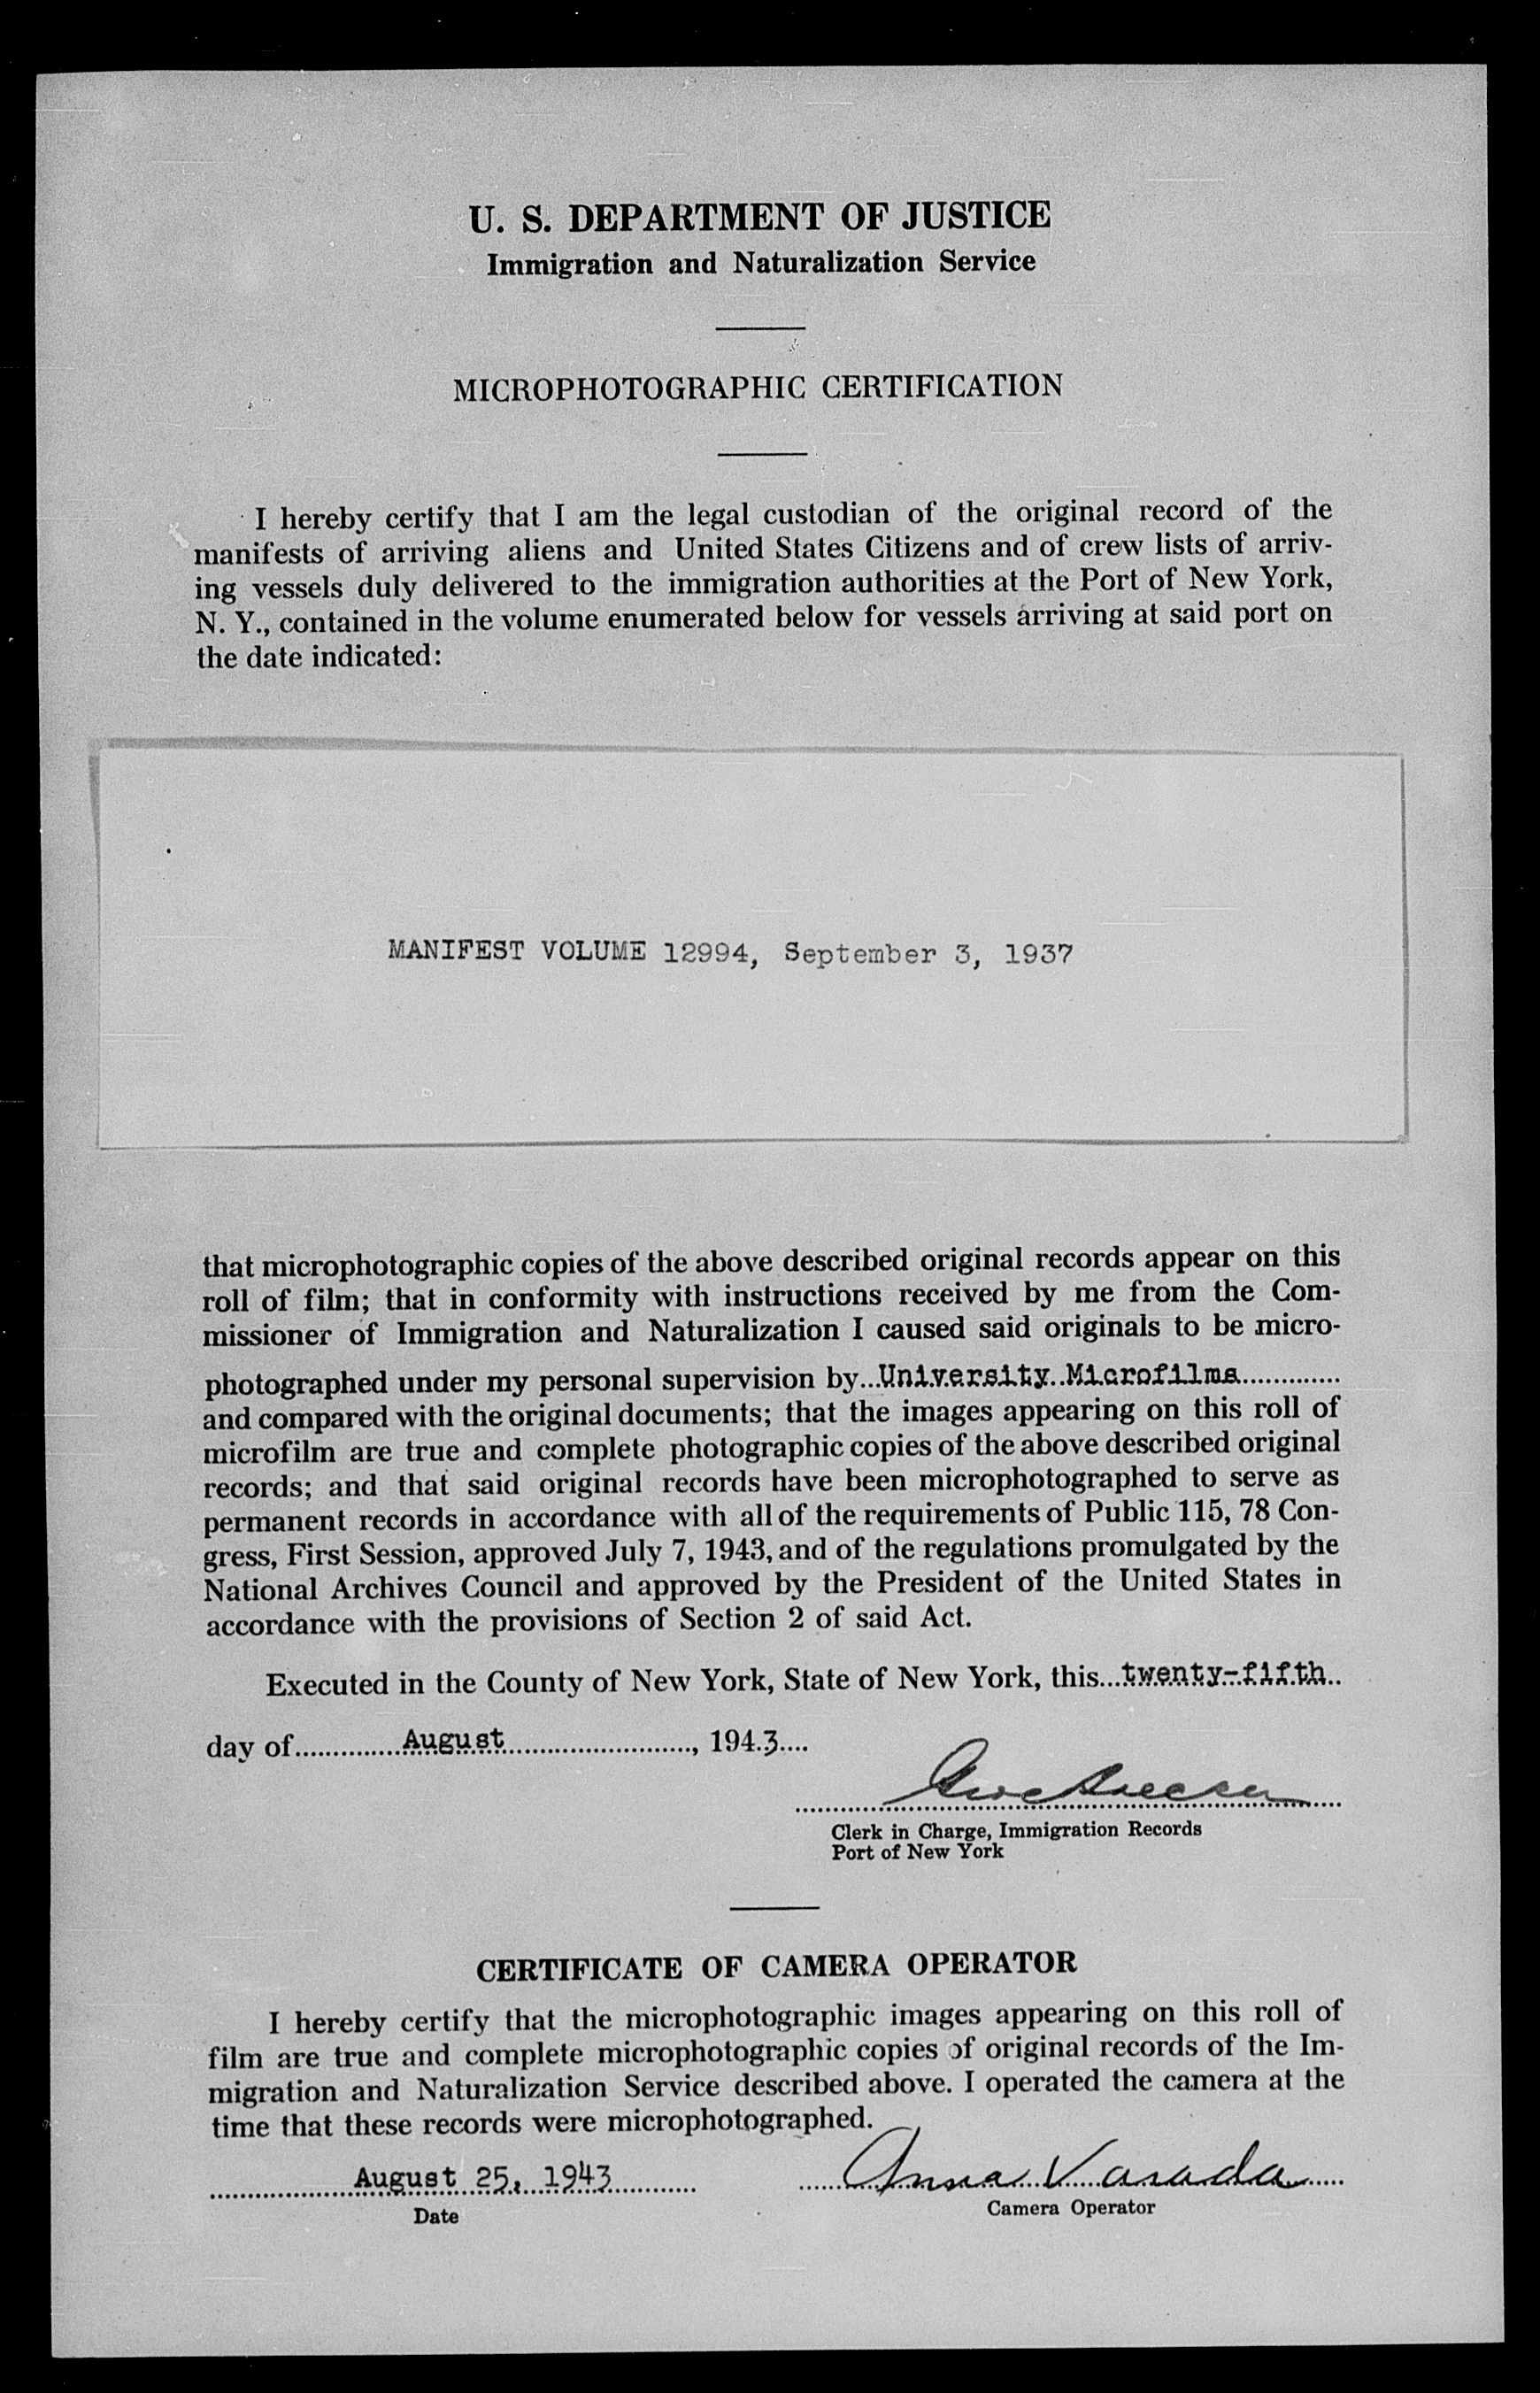 U. S. DEPARTMENT OF JUSTICE
Immigration and Naturalization Service
MICROPHOTOGRAPHIC CERTIFICATION
I hereby certify that I am the legal custodian of the original record of the
manifests of arriving aliens and United States Citizens and of crew lists of arriv-
ing vessels duly delivered to the immigration authorities at the Port of New York,
N. Y., contained in the volume enumerated below for vessels arriving at said port on
the date indicated:
MANIFEST VOLUME 12994, September 3, 1937
that microphotographic copies of the above described original records appear on this
roll of film; that in conformity with instructions received by me from the Com-
missioner of Immigration and Naturalization I caused said originals to be micro-
photographed under my personal supervision by...University Microfilms.............
and compared with the original documents; that the images appearing on this roll of
microfilm are true and complete photographic copies of the above described original
records; and that said original records have been microphotographed to serve as
permanent records in accordance with all of the requirements of Public 115, 78 Con-
gress, First Session, approved July 7, 1943, and of the regulations promulgated by the
National Archives Council and approved by the President of the United States in
accordance with the provisions of Section 2 of said Act.
Executed in the County of New York, State of New York, this...twenty-fifth..
day of..............August........................., 194.3....
Clerk in Charge, Immigration Records
Port of New York
CERTIFICATE OF CAMERA OPERATOR
I hereby certify that the microphotographic images appearing on this roll of
film are true and complete microphotographic copies of original records of the Im-
migration and Naturalization Service described above. I operated the camera at the
time that these records were microphotographed.
August 25, 1943 Anna Varada
Date Camera Operator